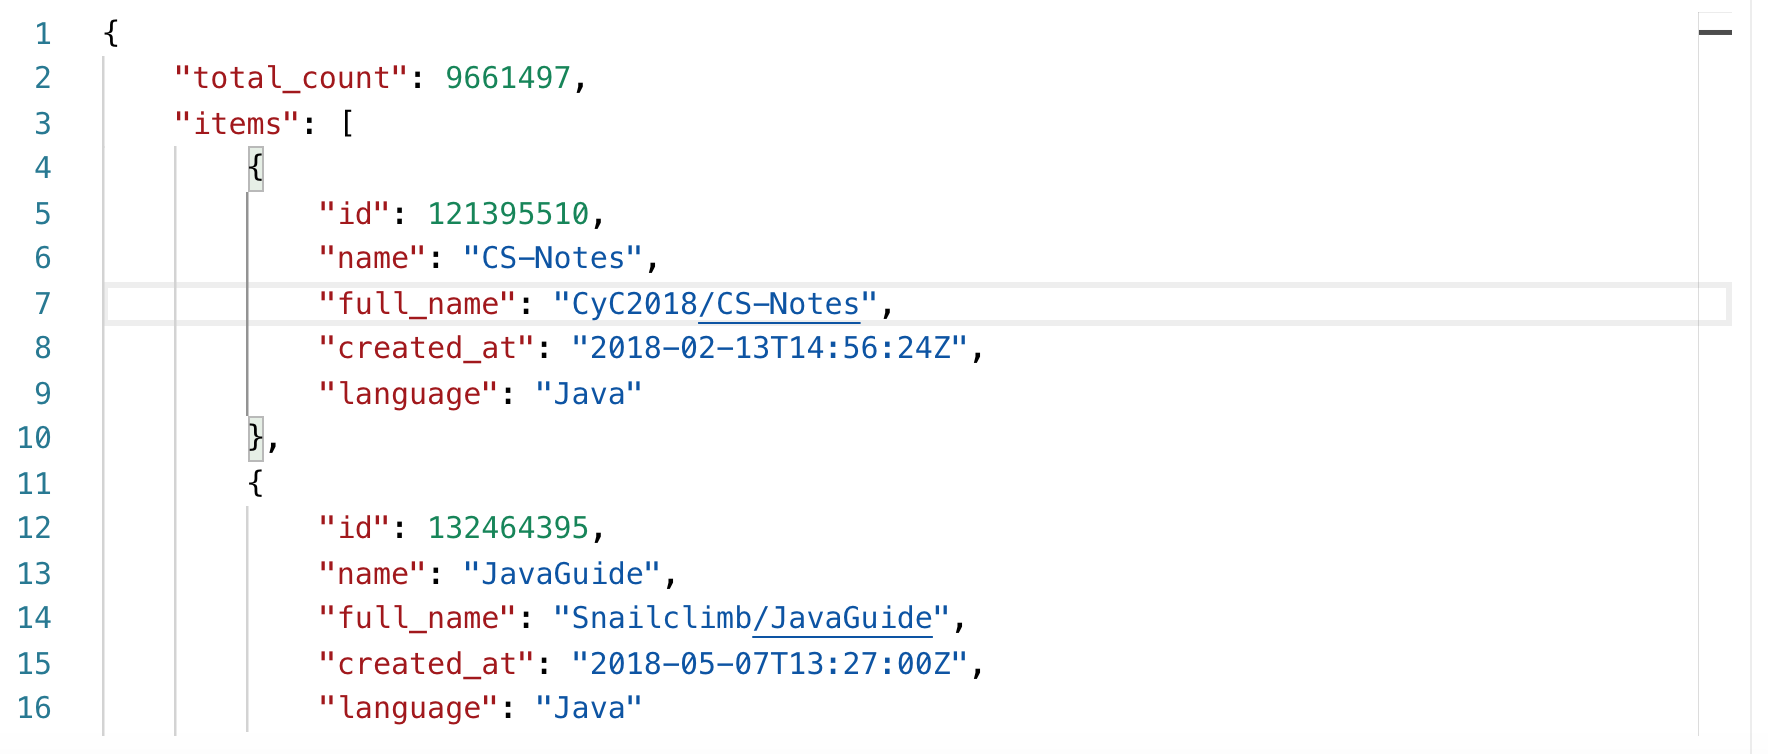 1 {
2     "total_count": 9661497,
3     "items": [
4         {
5             "id": 121395510,
6             "name": "CS-Notes",
7             "full_name": "CyC2018/CS-Notes",
8             "created_at": "2018-02-13T14:56:24Z",
9             "language": "Java"
10         },
11         {
12             "id": 132464395,
13             "name": "JavaGuide",
14             "full_name": "Snailclimb/JavaGuide",
15             "created_at": "2018-05-07T13:27:00Z",
16             "language": "Java"